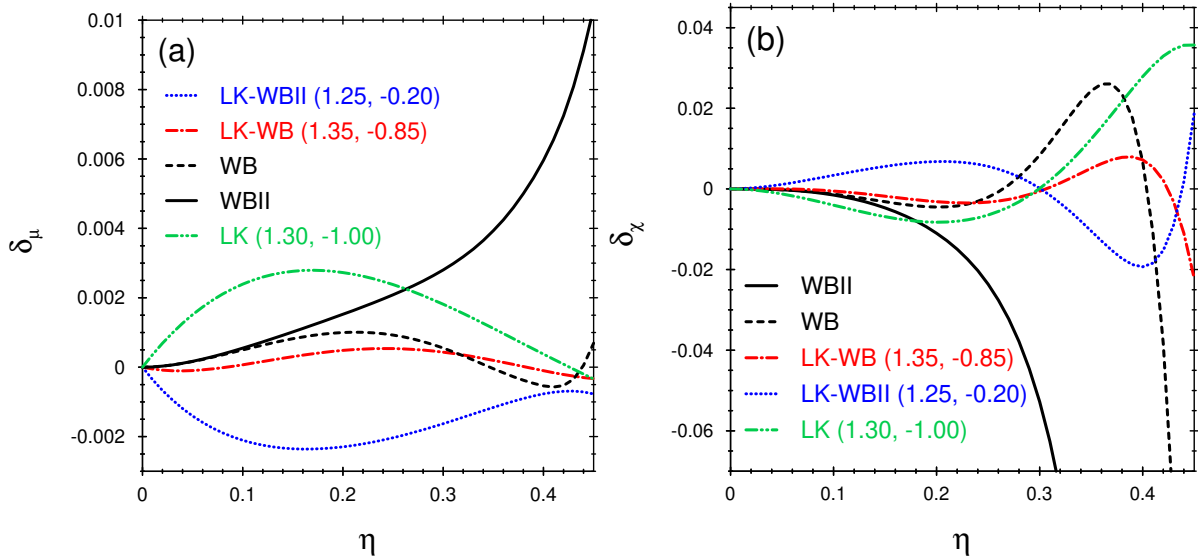 (a)
0.01
0.008
0.006
0.004
0.002
0
-0.002
δμ
LK-WBII (1.25, -0.20)
LK-WB (1.35, -0.85)
WB
WBII
LK (1.30, -1.00)
0 0.1 0.2 0.3 0.4
η
(b)
0.04
0.02
0
-0.02
-0.04
-0.06
δχ
WBII
WB
LK-WB (1.35, -0.85)
LK-WBII (1.25, -0.20)
LK (1.30, -1.00)
0 0.1 0.2 0.3 0.4
η